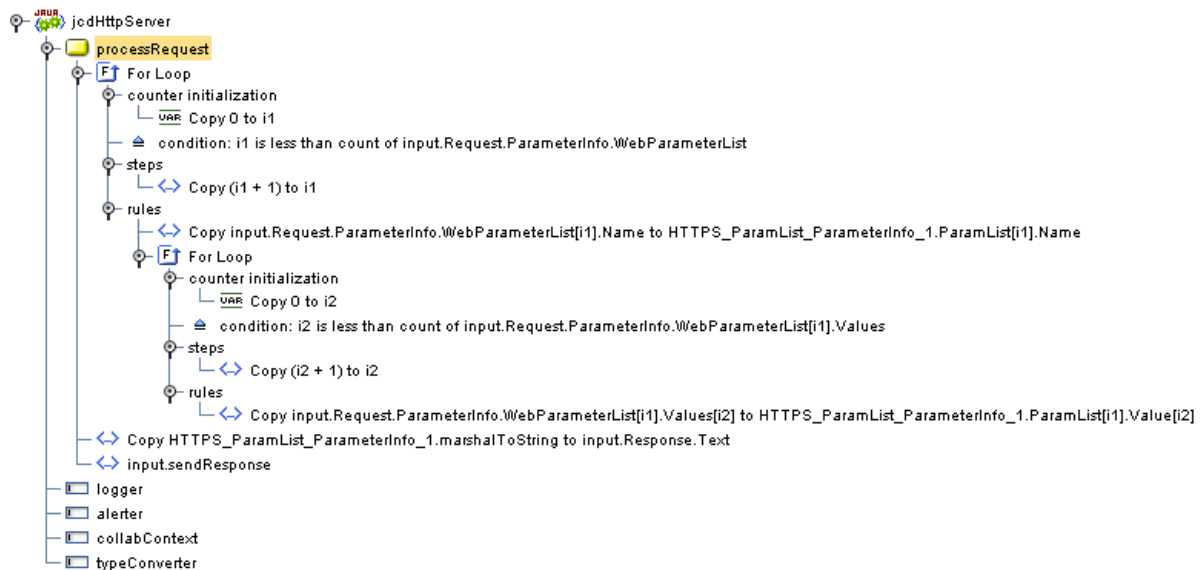 JAVA jcdHttpServer
processRequest
F For Loop
counter initialization
VAR Copy 0 to i1
condition: i1 is less than count of input.Request.ParameterInfo.WebParameterList
steps
Copy (i1 + 1) to i1
rules
Copy input.Request.ParameterInfo.WebParameterList[i1].Name to HTTPS_ParamList_ParameterInfo_1.ParamList[i1].Name
F For Loop
counter initialization
VAR Copy 0 to i2
condition: i2 is less than count of input.Request.ParameterInfo.WebParameterList[i1].Values
steps
Copy (i2 + 1) to i2
rules
Copy input.Request.ParameterInfo.WebParameterList[i1].Values[i2] to HTTPS_ParamList_ParameterInfo_1.ParamList[i1].Value[i2]
Copy HTTPS_ParamList_ParameterInfo_1.marshalToString to input.Response.Text
input.sendResponse
logger
alerter
collabContext
typeConverter